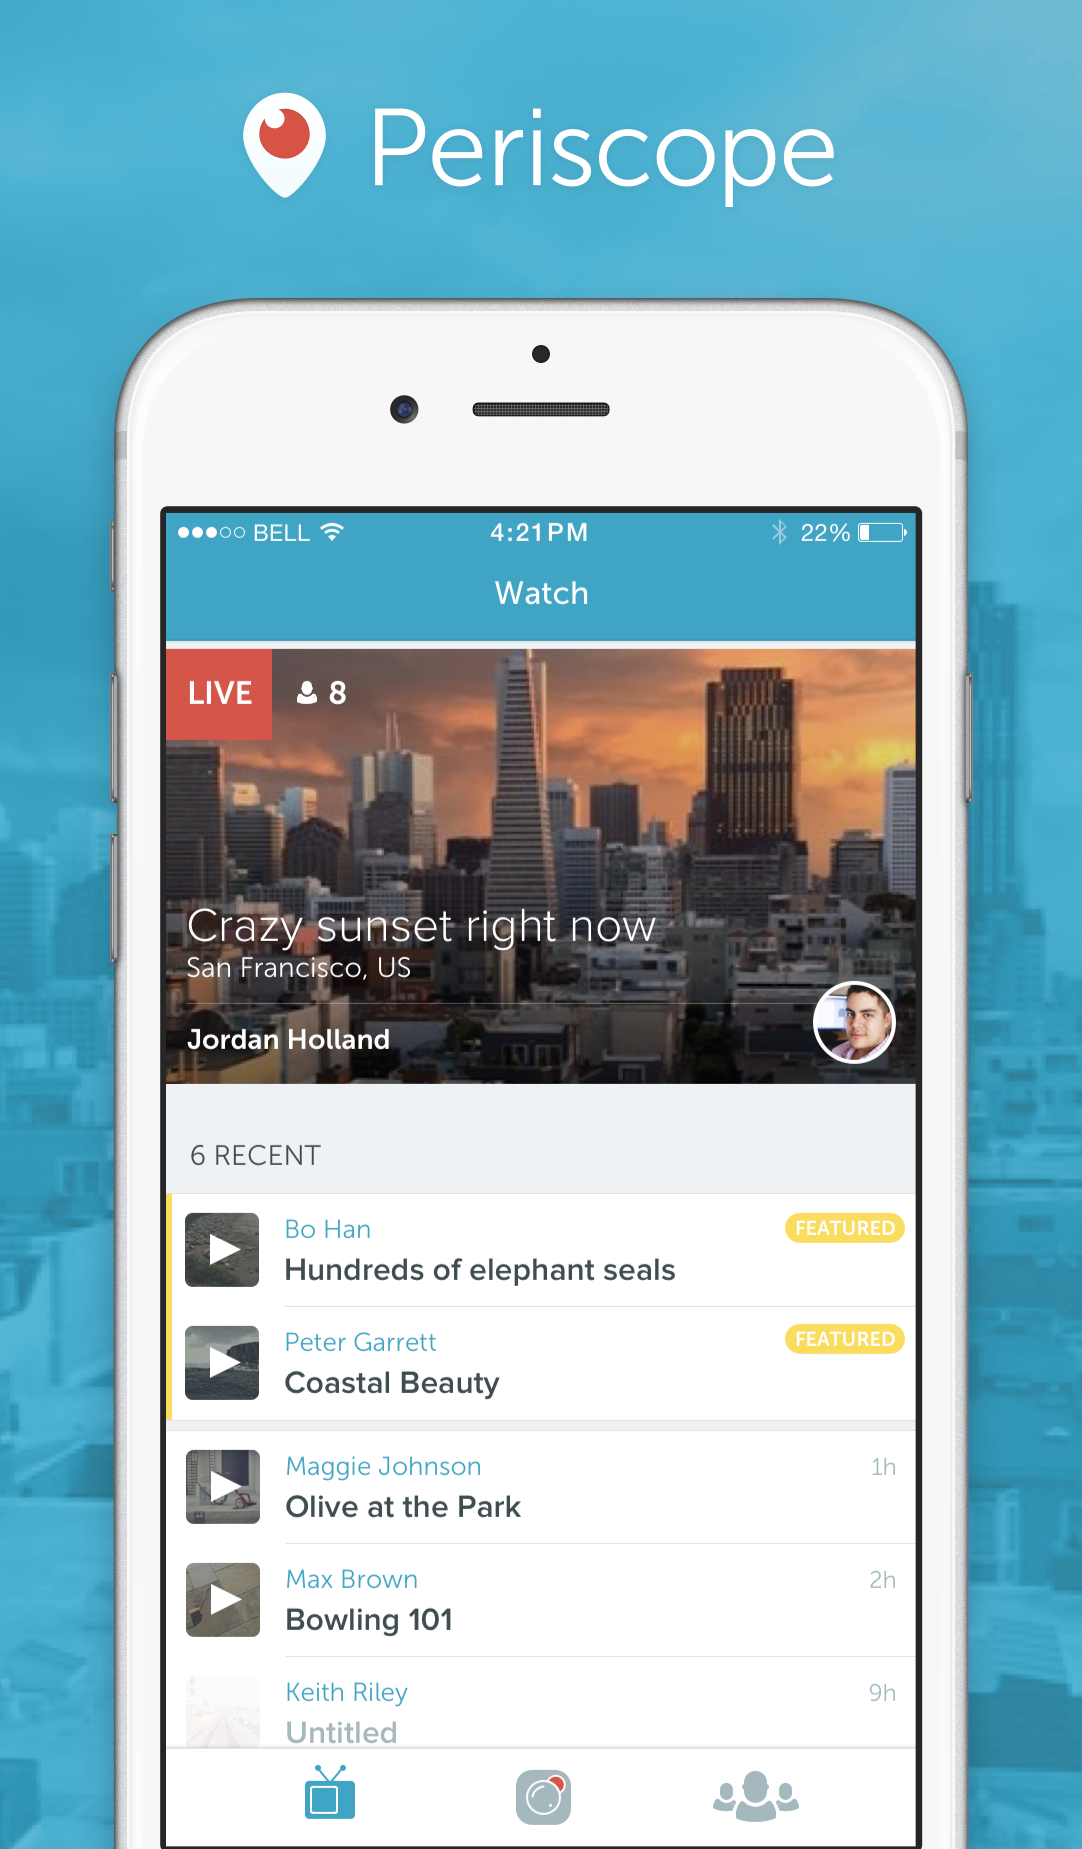 Periscope
BELL 4:21PM 22%
Watch
LIVE 8
Crazy sunset right now
San Francisco, US
Jordan Holland
6 RECENT
Bo Han FEATURED
Hundreds of elephant seals
Peter Garrett FEATURED
Coastal Beauty
Maggie Johnson 1h
Olive at the Park
Max Brown 2h
Bowling 101
Keith Riley 9h
Untitled